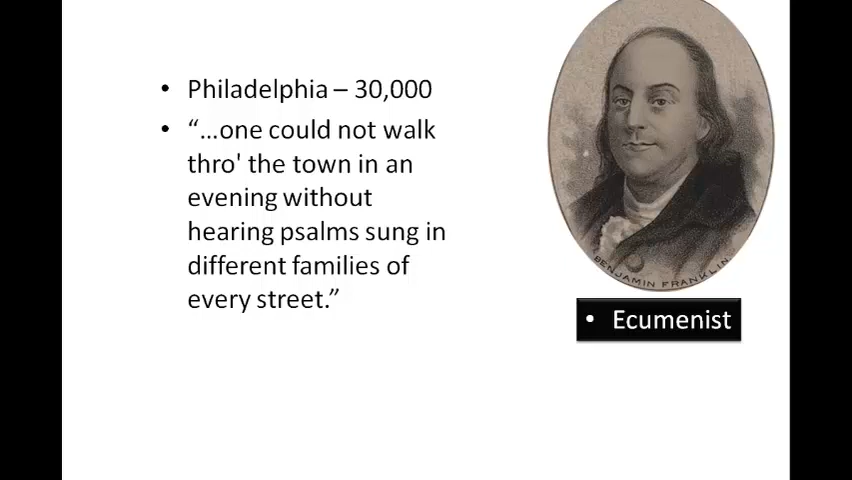 • Philadelphia – 30,000
• “...one could not walk
thro' the town in an
evening without
hearing psalms sung in
different families of
every street.”
BENJAMIN FRANKLIN.
• Ecumenist